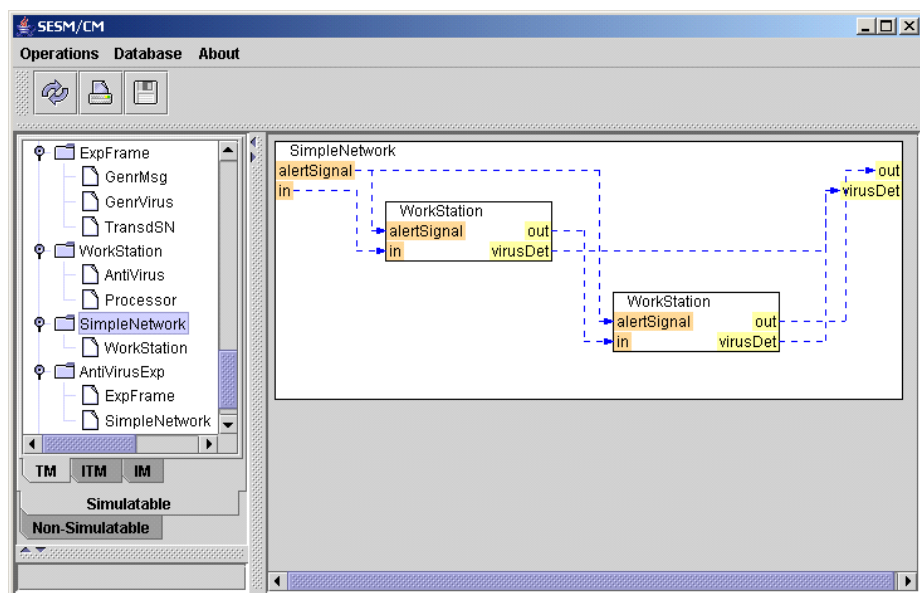 SESM/CM
Operations Database About
ExpFrame
GenrMsg
GenrVirus
TransdSN
WorkStation
AntiVirus
Processor
SimpleNetwork
WorkStation
AntiVirusExp
ExpFrame
SimpleNetwork
TM ITM IM
Simulatable
Non-Simulatable
SimpleNetwork
alertSignal
in
out
virusDet
WorkStation
alertSignal out
in virusDet
WorkStation
alertSignal out
in virusDet